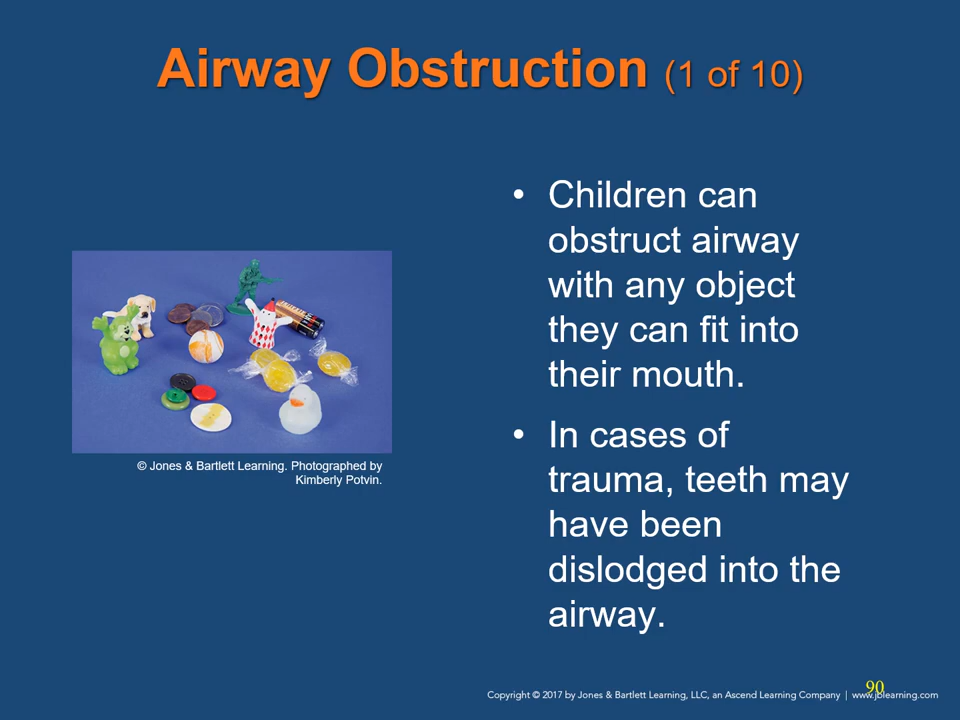 Airway Obstruction (1 of 10)
• Children can
obstruct airway
with any object
they can fit into
their mouth.
• In cases of
trauma, teeth may
have been
dislodged into the
airway.
© Jones & Bartlett Learning. Photographed by
Kimberly Potvin.
90
Copyright © 2017 by Jones & Bartlett Learning, LLC, an Ascend Learning Company | www.jblearning.com